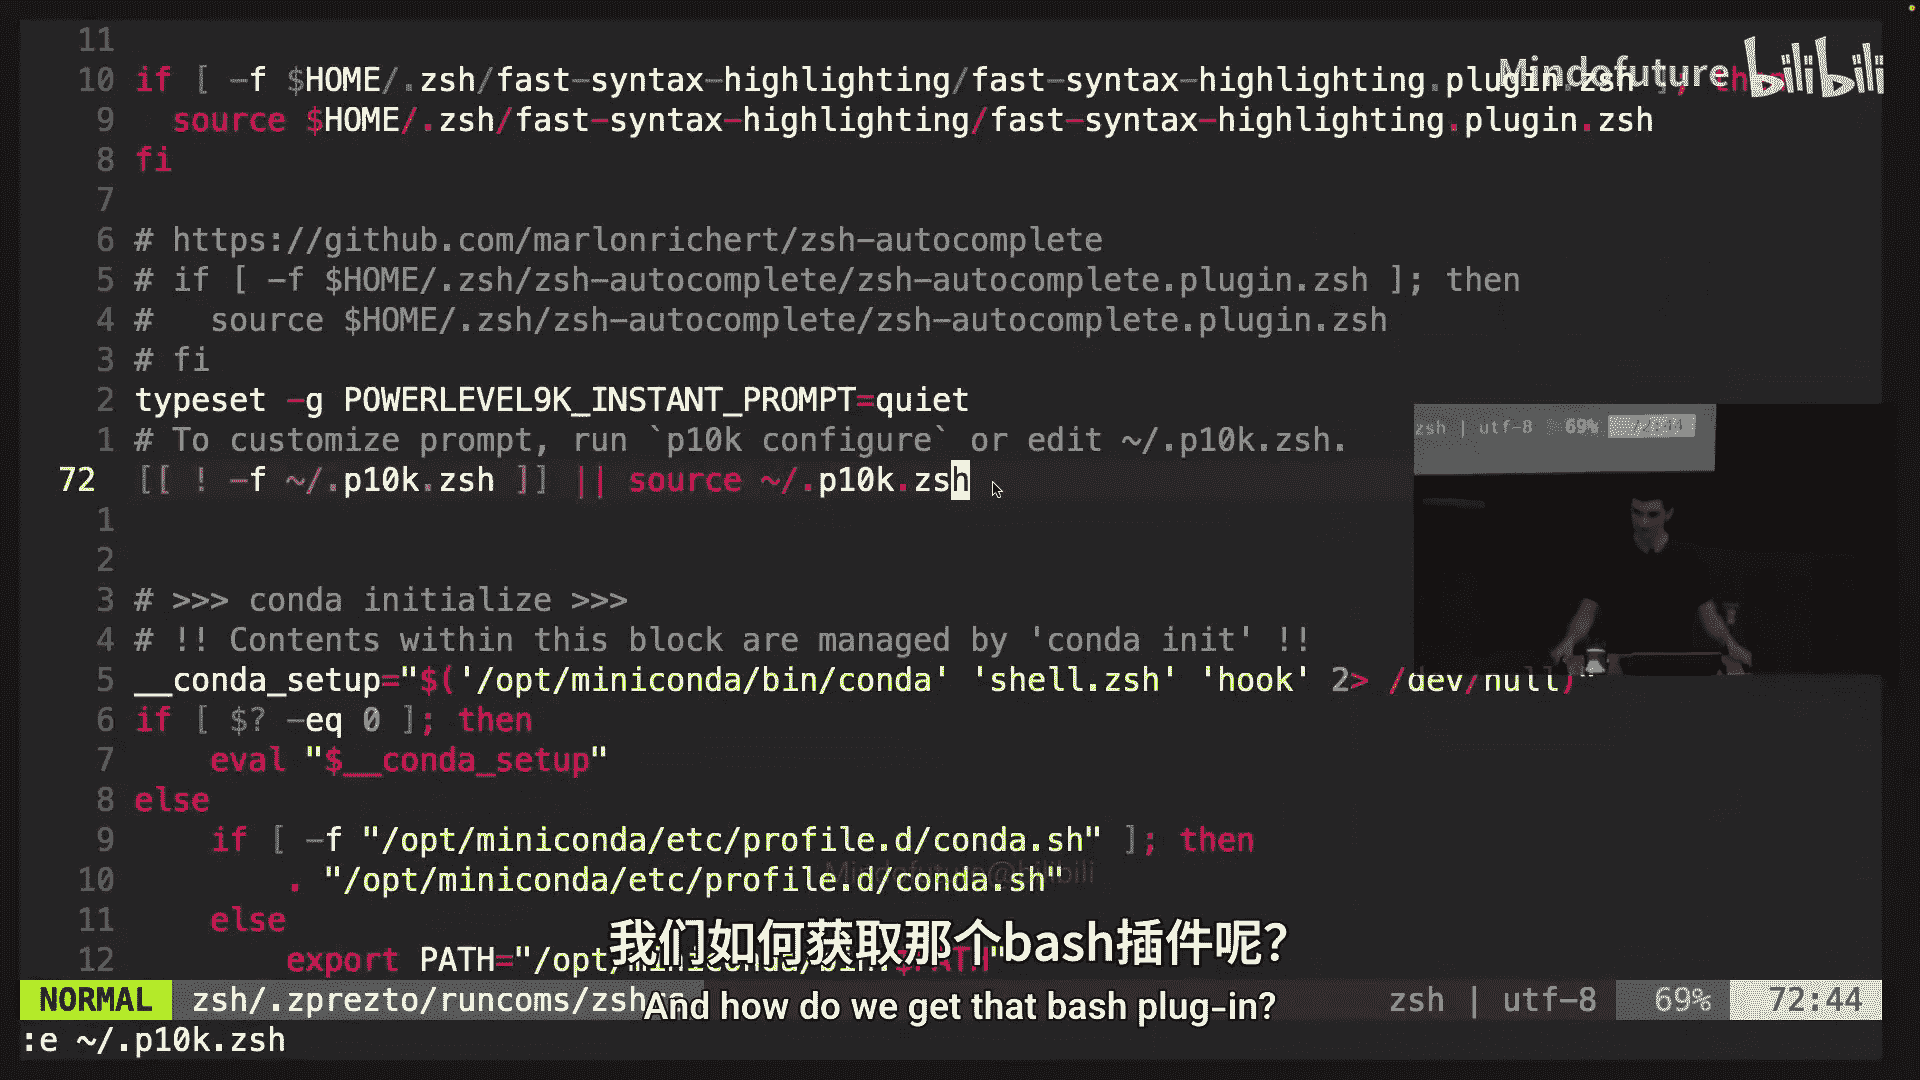 11
Mindofuture bilibili
10 if [ -f $HOME/.zsh/fast-syntax-highlighting/fast-syntax-highlighting.plugin.zsh ]; then
9   source $HOME/.zsh/fast-syntax-highlighting/fast-syntax-highlighting.plugin.zsh
8 fi
7
6 # https://github.com/marlonrichert/zsh-autocomplete
5 # if [ -f $HOME/.zsh/zsh-autocomplete/zsh-autocomplete.plugin.zsh ]; then
4 #   source $HOME/.zsh/zsh-autocomplete/zsh-autocomplete.plugin.zsh
3 # fi
2 typeset -g POWERLEVEL9K_INSTANT_PROMPT=quiet
1 # To customize prompt, run `p10k configure` or edit ~/.p10k.zsh.
zsh | utf-8 69%
72 [[ ! -f ~/.p10k.zsh ]] || source ~/.p10k.zsh
1
2
3 # >>> conda initialize >>>
4 # !! Contents within this block are managed by 'conda init' !!
5 __conda_setup="$('/opt/miniconda/bin/conda' 'shell.zsh' 'hook' 2> /dev/null)"
6 if [ $? -eq 0 ]; then
7     eval "$__conda_setup"
8 else
9     if [ -f "/opt/miniconda/etc/profile.d/conda.sh" ]; then
Mindofuture@bilibili
10         . "/opt/miniconda/etc/profile.d/conda.sh"
11     else
我们如何获取那个bash插件呢？
12         export PATH="/opt/miniconda/bin:$PATH"
NORMAL zsh/.zprezto/runcoms/zsh zsh | utf-8 69% 72:44
And how do we get that bash plug-in?
:e ~/.p10k.zsh